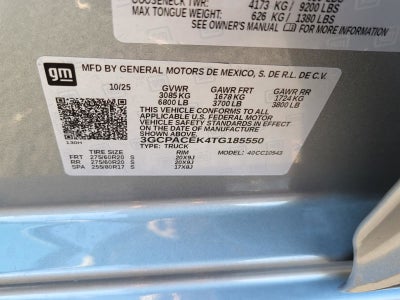 GOOSENECK TWR: 4173 KG / 9200 LBS
MAX TONGUE WEIGHT: 626 KG / 1380 LBS
SEE OWNER'S MANUAL FOR MORE INFORMATION
gm
MFD BY GENERAL MOTORS DE MEXICO, S. DE R.L. DE C.V.
10/25 GVWR GAWR FRT GAWR RR
3085 KG 1678 KG 1724 KG
6800 LB 3700 LB 3800 LB
THIS VEHICLE CONFORMS TO ALL
APPLICABLE U.S. FEDERAL MOTOR
VEHICLE SAFETY STANDARDS IN EFFECT
ON THE DATE OF MANUFACTURE SHOWN ABOVE.
3GCPACEK4TG185550
TYPE: TRUCK MODEL: 40CC10543
TIRE SIZE RIM
FRT 275/60R20 S 20X9J
RR 275/60R20 S 20X9J
SPA 255/80R17 S 17X8J